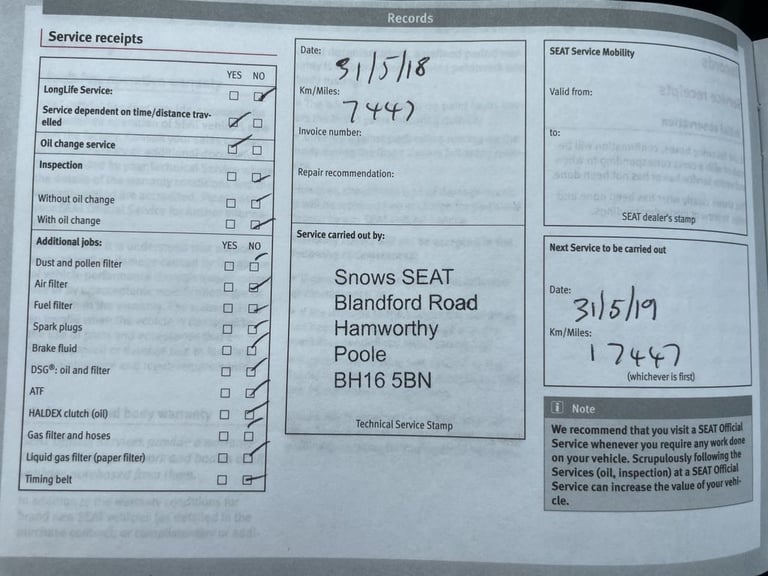 Records
Service receipts
YES NO
LongLife Service:
Service dependent on time/distance trav-
elled
Oil change service
Inspection
Without oil change
With oil change
Additional jobs: YES NO
Dust and pollen filter
Air filter
Fuel filter
Spark plugs
Brake fluid
DSG®: oil and filter
ATF
HALDEX clutch (oil)
Gas filter and hoses
Liquid gas filter (paper filter)
Timing belt
Date:
31/5/18
Km/Miles:
7447
Invoice number:
Repair recommendation:
Service carried out by:
Snows SEAT
Blandford Road
Hamworthy
Poole
BH16 5BN
Technical Service Stamp
SEAT Service Mobility
Valid from:
to:
SEAT dealer's stamp
Next Service to be carried out
Date:
31/5/19
Km/Miles:
17447
(whichever is first)
i Note
We recommend that you visit a SEAT Official
Service whenever you require any work done
on your vehicle. Scrupulously following the
Services (oil, inspection) at a SEAT Official
Service can increase the value of your vehi-
cle.